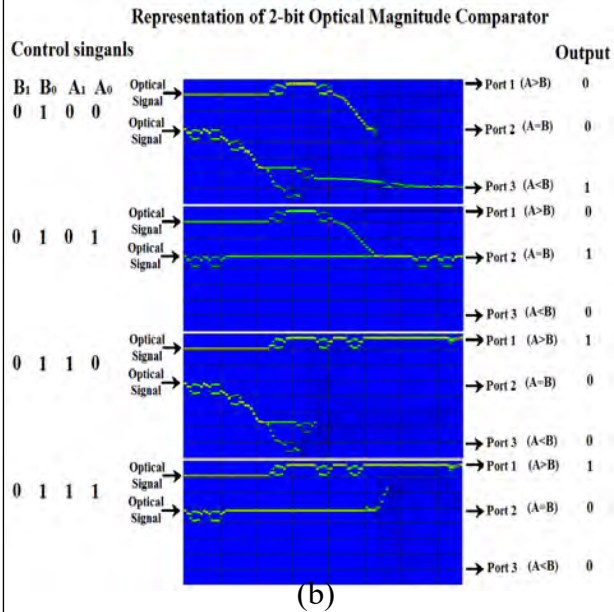 Representation of 2-bit Optical Magnitude Comparator
Control singanls
Output
B₁ B₀ A₁ A₀
Optical Signal
Port 1 (A>B) 0
0 1 0 0
Optical Signal
Port 2 (A=B) 0
Port 3 (A<B) 1
Optical Signal
Port 1 (A>B) 0
0 1 0 1
Optical Signal
Port 2 (A=B) 1
Port 3 (A<B) 0
Optical Signal
Port 1 (A>B) 1
0 1 1 0
Optical Signal
Port 2 (A=B) 0
Port 3 (A<B) 0
Optical Signal
Port 1 (A>B) 1
0 1 1 1
Optical Signal
Port 2 (A=B) 0
Port 3 (A<B) 0
(b)